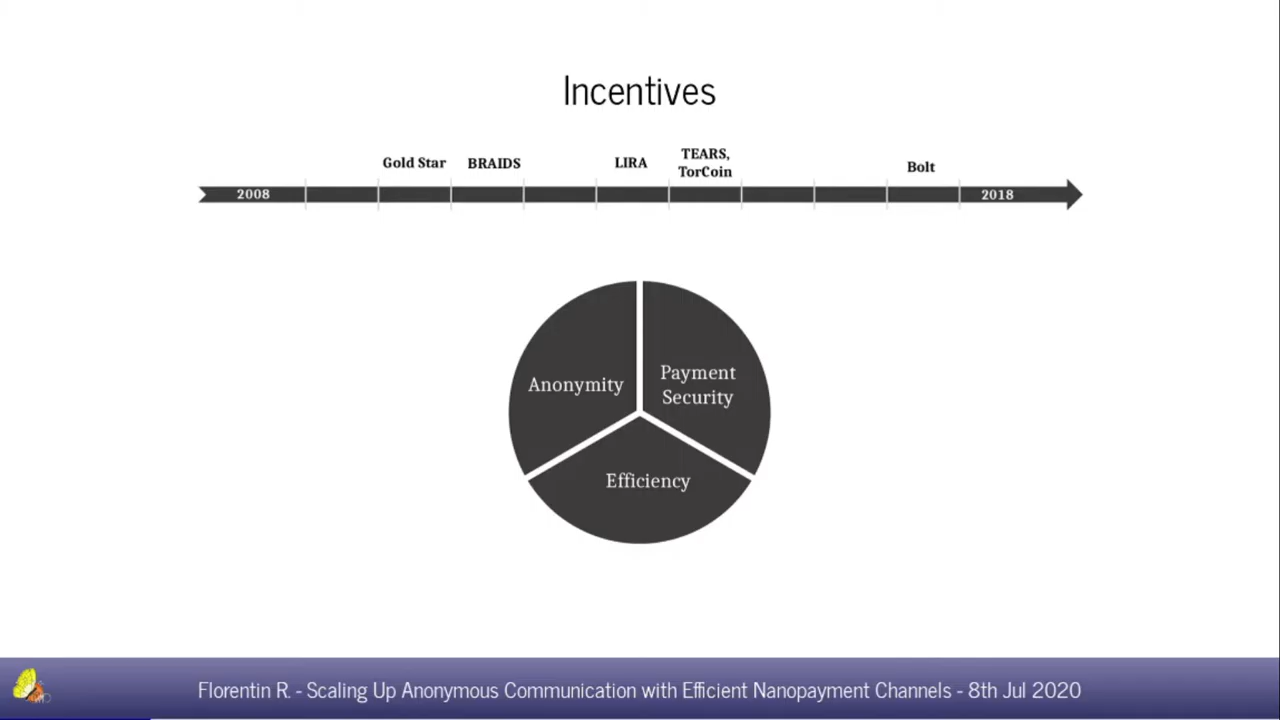 Incentives
Gold Star
BRAIDS
LIRA
TEARS,
TorCoin
Bolt
2008
2018
Anonymity
Payment
Security
Efficiency
Florentin R. - Scaling Up Anonymous Communication with Efficient Nanopayment Channels - 8th Jul 2020